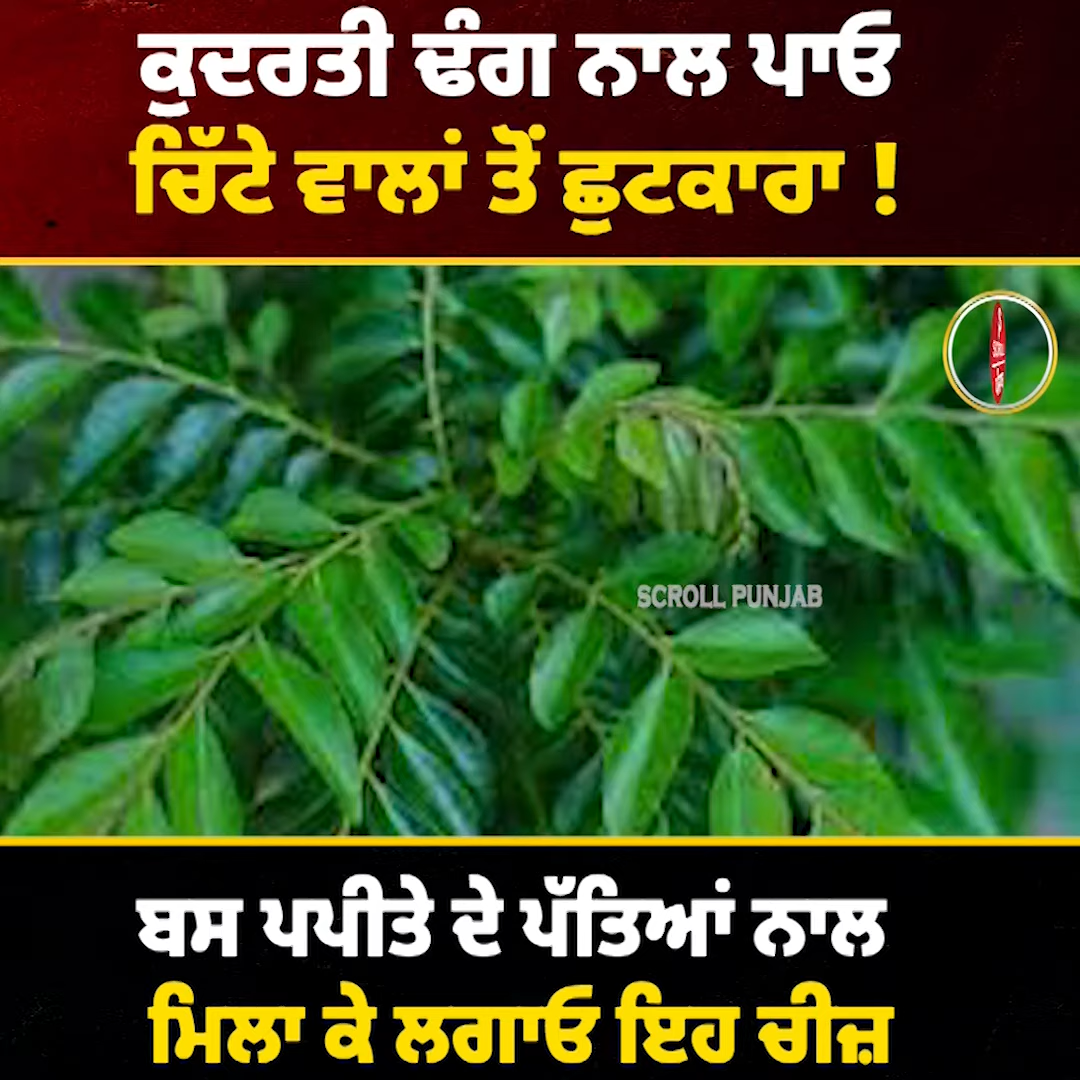 ਕੁਦਰਤੀ ਢੰਗ ਨਾਲ ਪਾਓ
ਚਿੱਟੇ ਵਾਲਾਂ ਤੋਂ ਛੁਟਕਾਰਾ !
SCROLL PUNJAB
ਬਸ ਪਪੀਤੇ ਦੇ ਪੱਤਿਆਂ ਨਾਲ
ਮਿਲਾ ਕੇ ਲਗਾਓ ਇਹ ਚੀਜ਼